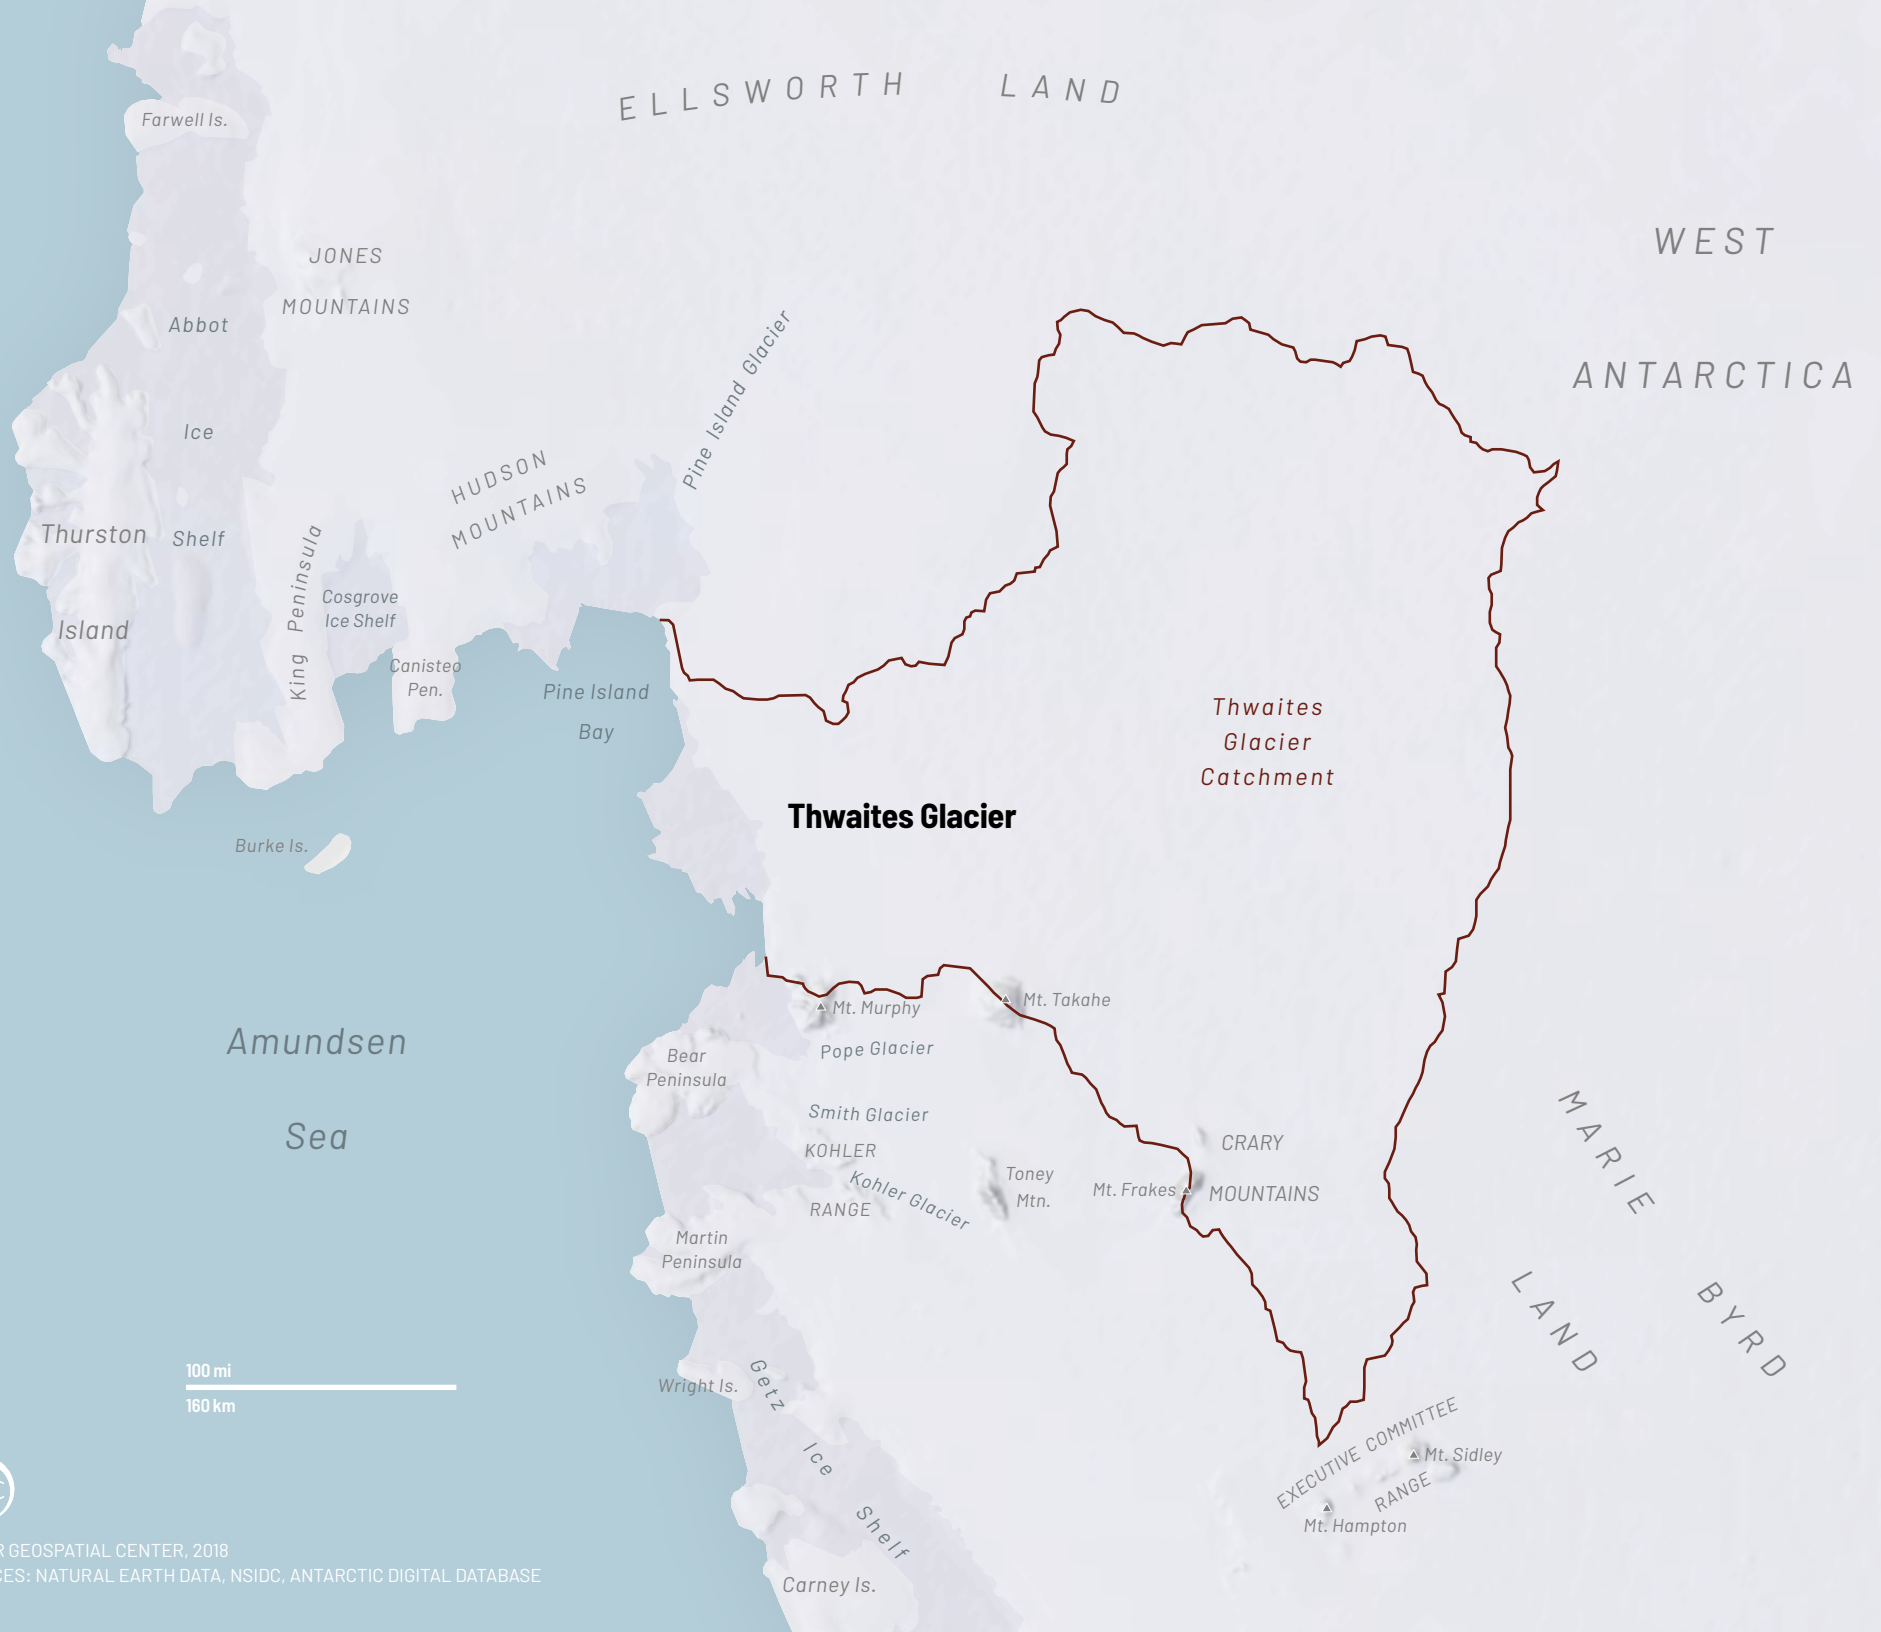 ELLSWORTH LAND
Farwell Is.
WEST
ANTARCTICA
JONES
MOUNTAINS
Abbot
Ice
Shelf
Pine Island Glacier
HUDSON
MOUNTAINS
Thurston
Island
King Peninsula
Cosgrove
Ice Shelf
Canisteo
Pen.
Pine Island
Bay
Thwaites
Glacier
Catchment
Thwaites Glacier
Burke Is.
Amundsen
Sea
Mt. Murphy
Mt. Takahe
Pope Glacier
Bear
Peninsula
Smith Glacier
KOHLER
RANGE
Kohler Glacier
Toney
Mtn.
CRARY
MOUNTAINS
Mt. Frakes
Martin
Peninsula
MARIE
BYRD
LAND
Wright Is.
Getz
Ice
Shelf
100 mi
160 km
EXECUTIVE COMMITTEE
RANGE
Mt. Sidley
Mt. Hampton
Carney Is.
R GEOSPATIAL CENTER, 2018
CES: NATURAL EARTH DATA, NSIDC, ANTARCTIC DIGITAL DATABASE